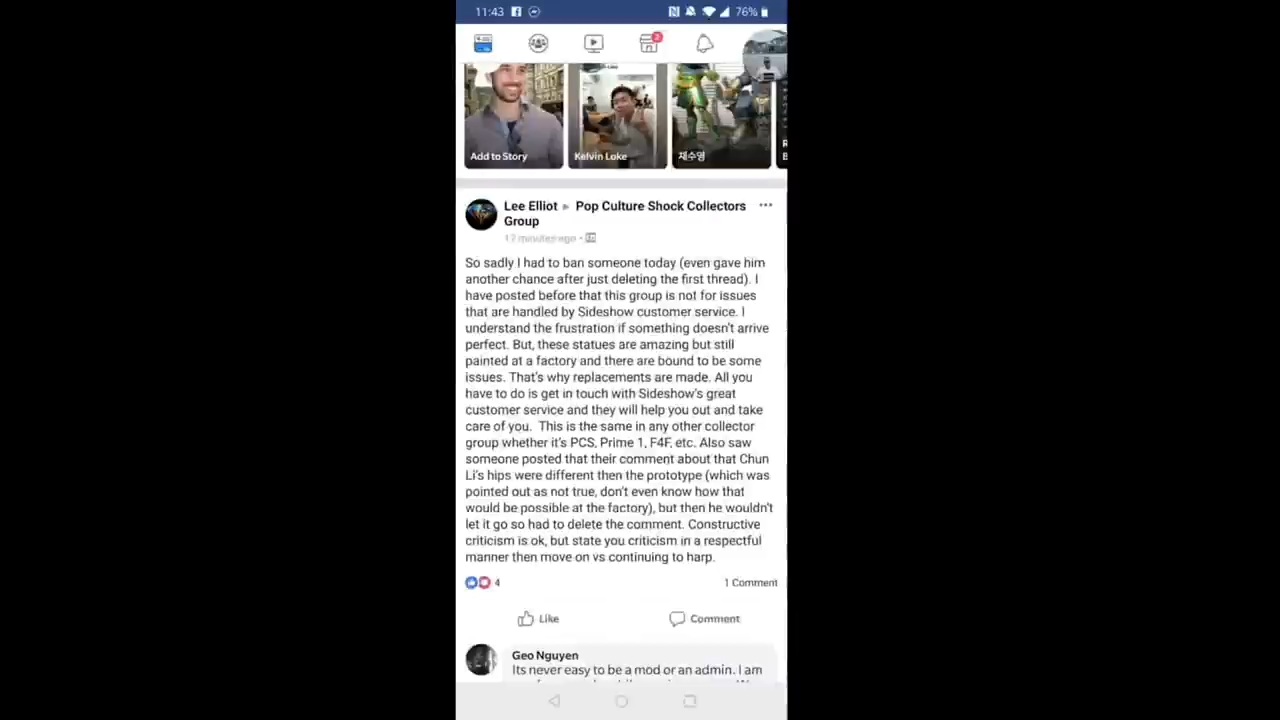 11:43
76%
2
Add to Story
Kelvin Loke
채수영
R
B
Lee Elliot ▸ Pop Culture Shock Collectors
Group
17 minutes ago •
So sadly I had to ban someone today (even gave him
another chance after just deleting the first thread). I
have posted before that this group is not for issues
that are handled by Sideshow customer service. I
understand the frustration if something doesn't arrive
perfect. But, these statues are amazing but still
painted at a factory and there are bound to be some
issues. That's why replacements are made. All you
have to do is get in touch with Sideshow's great
customer service and they will help you out and take
care of you.  This is the same in any other collector
group whether it's PCS, Prime 1, F4F, etc. Also saw
someone posted that their comment about that Chun
Li's hips were different then the prototype (which was
pointed out as not true, don't even know how that
would be possible at the factory), but then he wouldn't
let it go so had to delete the comment. Constructive
criticism is ok, but state you criticism in a respectful
manner then move on vs continuing to harp.
4
1 Comment
Like
Comment
Geo Nguyen
Its never easy to be a mod or an admin. I am